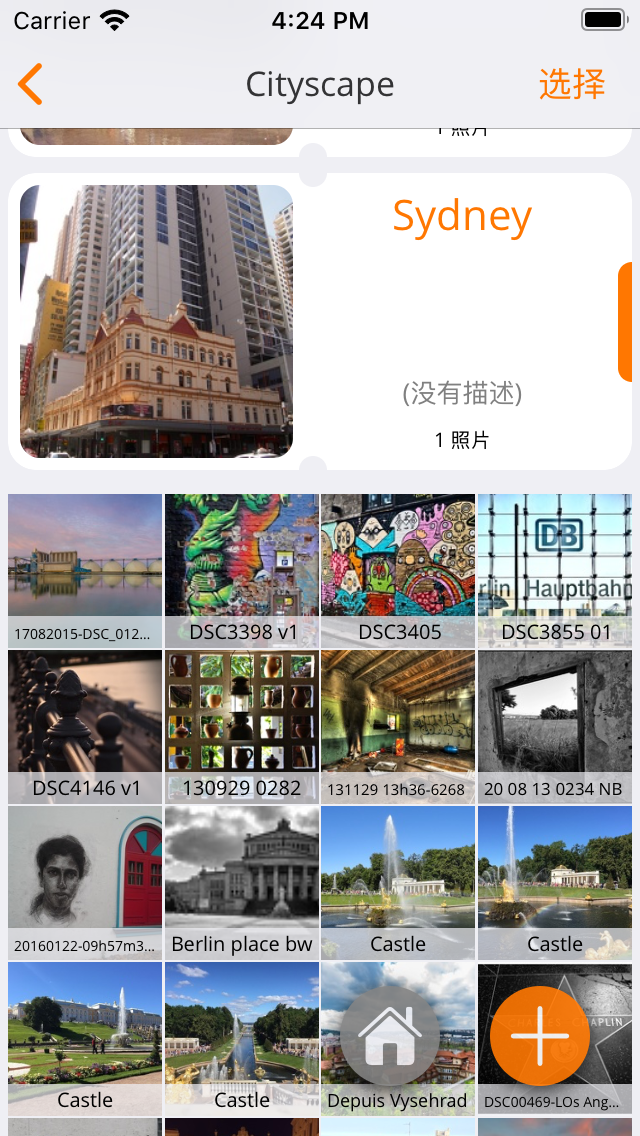 Carrier 4:24 PM
Cityscape 选择
1 照片
Sydney
(没有描述)
1 照片
DB
rlin Hauptbahn
17082015-DSC_012...
DSC3398 v1
DSC3405
DSC3855 01
DSC4146 v1
130929 0282
131129 13h36-6268
20 08 13 0234 NB
20160122-09h57m3...
Berlin place bw
Castle
Castle
CHARLES CHAPLIN
Castle
Castle
Depuis Vysehrad
DSC00469-LOs Ang...